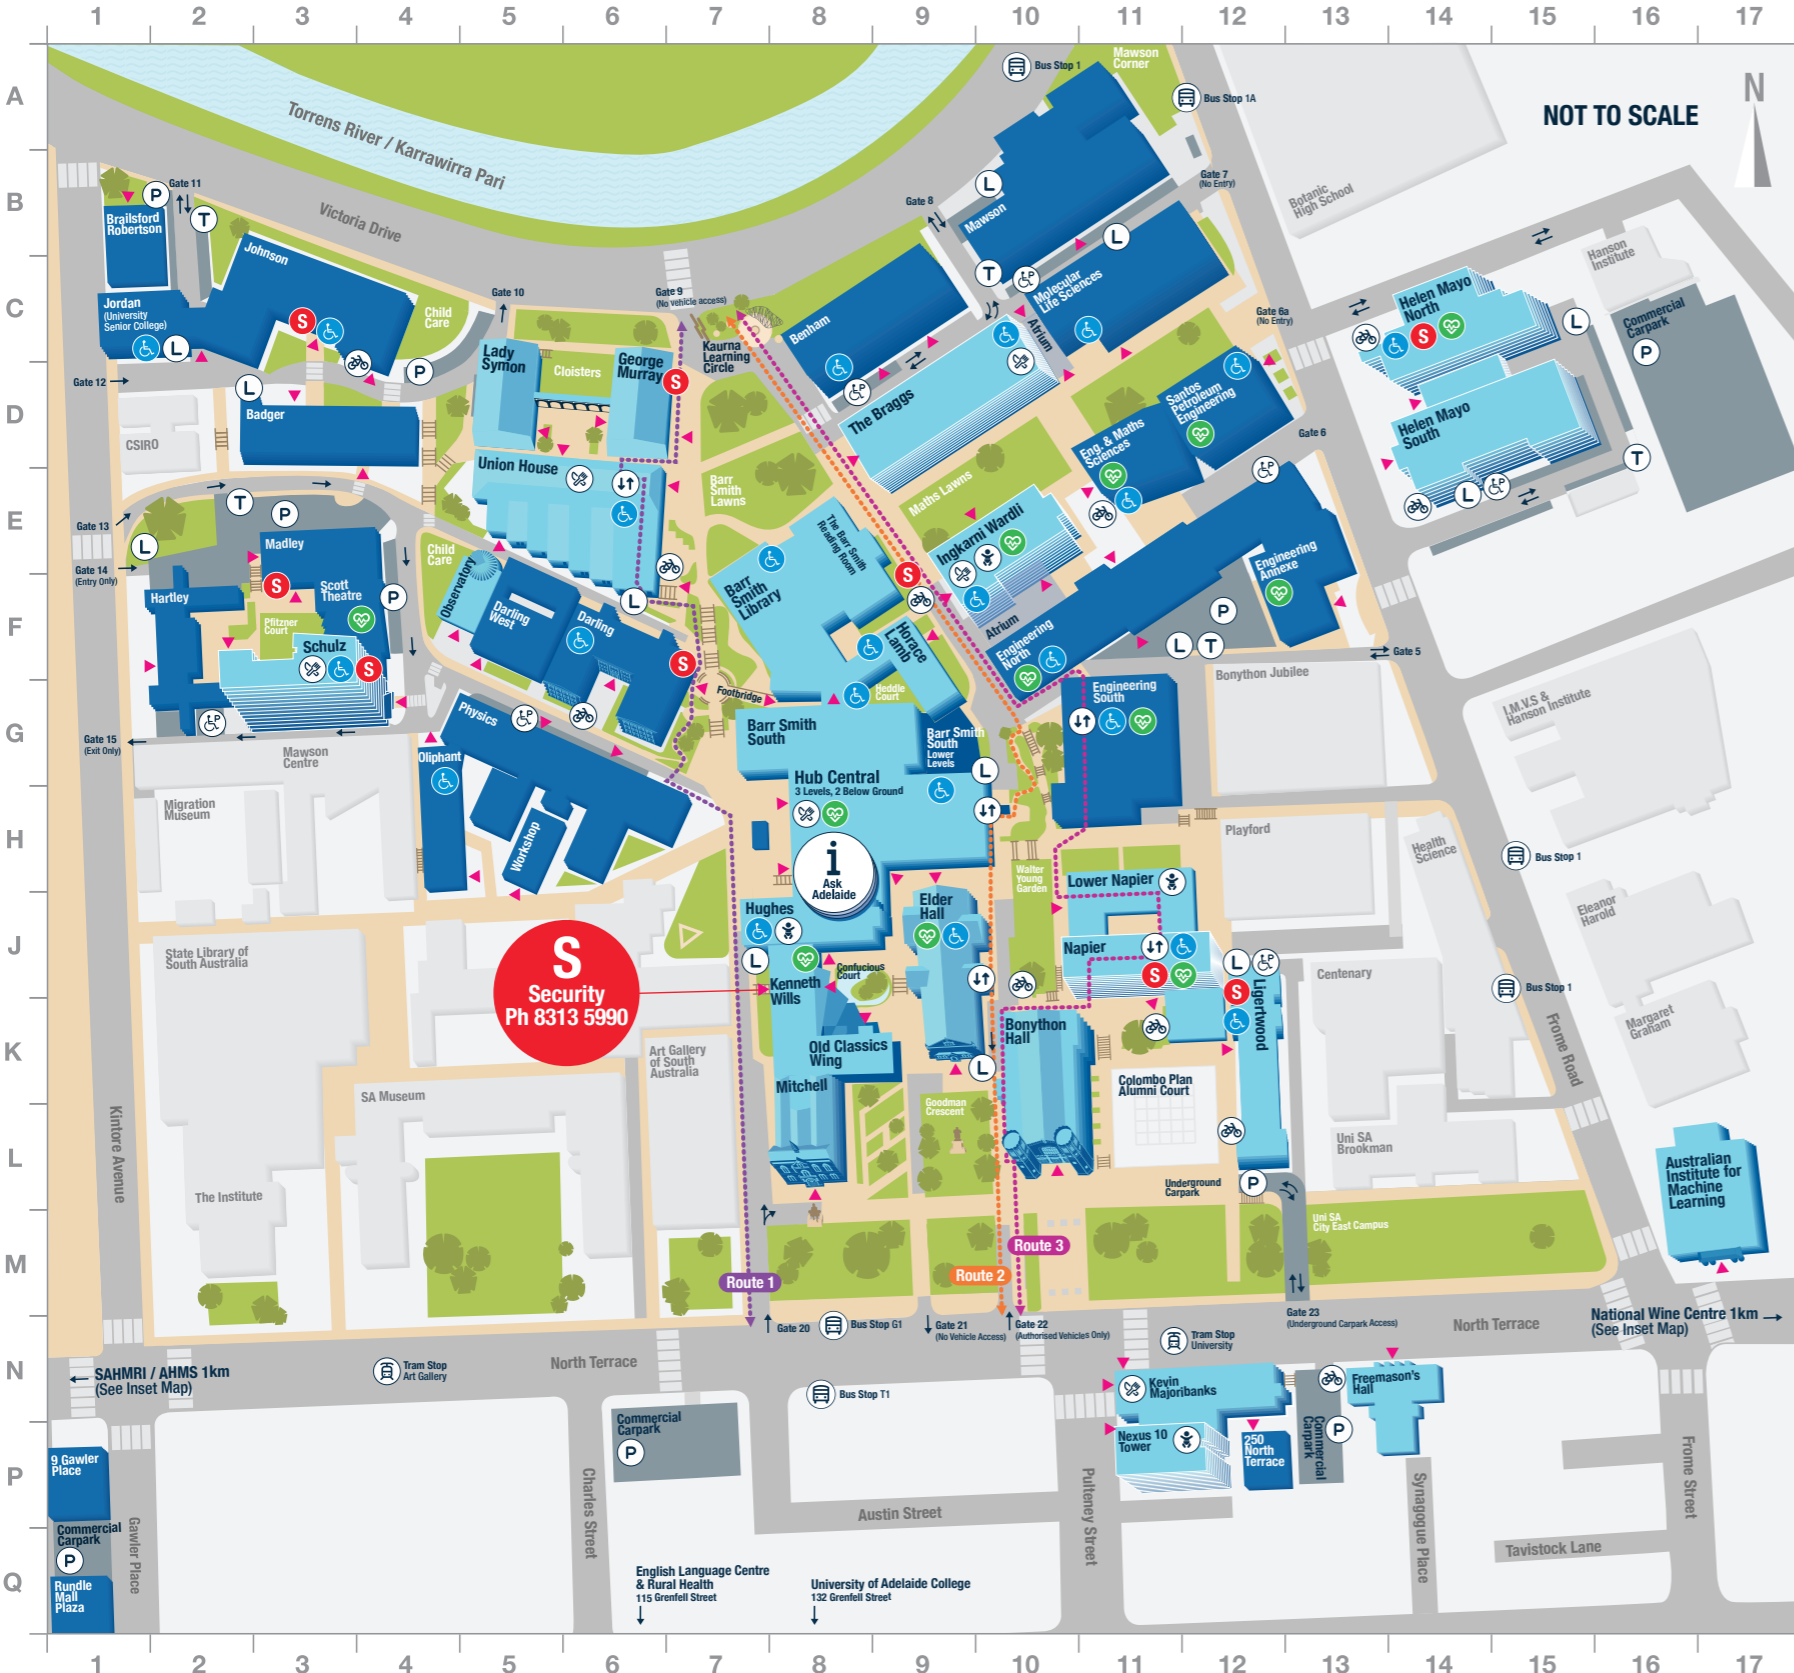 1 2 3 4 5 6 7 8 9 10 11 12 13 14 15 16 17
A
B
C
D
E
F
G
H
J
K
L
M
N
P
Q
NOT TO SCALE
N
Torrens River / Karrawirra Pari
Victoria Drive
Mawson
Corner
Bus Stop 1
Bus Stop 1A
Gate 11
P
T
Brailsford
Robertson
Johnson
Jordan
(University
Senior College)
L
S
Child
Care
P
Gate 10
Gate 9
(No vehicle access)
Gate 8
Gate 7
(No Entry)
L
Mawson
L
T
P
Molecular
Life Sciences
Atrium
Botanic
High School
Hanson
Institute
Gate 6a
(No Entry)
Helen Mayo
North
S
L
Commercial
Carpark
P
Helen Mayo
South
T
L
P
Gate 12
L
Badger
CSIRO
Lady
Symon
Cloisters
George
Murray
S
Kaurna
Learning
Circle
Benham
P
The Braggs
Santos
Petroleum
Engineering
Eng. & Maths
Sciences
Gate 6
P
Union House
Barr
Smith
Lawns
Maths Lawns
The Barr Smith
Reading Room
Ingkarni Wardli
Gate 13
T
P
L
Gate 14
(Entry Only)
Madley
S
Scott
Theatre
P
Hartley
Pfitzner
Court
Schulz
S
Child
Care
Observatory
Darling
West
Darling
L
S
Barr
Smith
Library
S
Horace
Lamb
Atrium
Engineering
North
Engineering
Annexe
P
L
T
Gate 5
Bonython Jubilee
Footbridge
Heddle
Court
Engineering
South
I.M.V.S &
Hanson Institute
Gate 15
(Exit Only)
P
Physics
P
Oliphant
Mawson
Centre
Migration
Museum
Workshop
Barr Smith
South
Barr Smith
South
Lower
Levels
L
Hub Central
3 Levels, 2 Below Ground
i
Ask
Adelaide
Playford
Health
Science
Bus Stop 1
Walter
Young
Garden
Lower Napier
Hughes
Elder
Hall
Napier
S
L
P
S
Ligertwood
Centenary
Eleanor
Harold
Bus Stop 1
State Library of
South Australia
S
Security
Ph 8313 5990
L
Kenneth
Wills
Confucious
Court
Old Classics
Wing
Mitchell
L
Bonython
Hall
Colombo Plan
Alumni Court
Margaret
Graham
Frome Road
Art Gallery
of South
Australia
SA Museum
Kintore Avenue
The Institute
Goodman
Crescent
Uni SA
Brookman
Underground
Carpark
P
Uni SA
City East Campus
Australian
Institute for
Machine
Learning
Route 1
Route 2
Route 3
Gate 20
Bus Stop G1
Gate 21
(No Vehicle Access)
Gate 22
(Authorised Vehicles Only)
Tram Stop
University
Gate 23
(Underground Carpark Access)
North Terrace
National Wine Centre 1km
(See Inset Map)
SAHMRI / AHMS 1km
(See Inset Map)
Tram Stop
Art Gallery
North Terrace
Bus Stop T1
Kevin
Majoribanks
Freemason's
Hall
Nexus 10
Tower
250
North
Terrace
Commercial
Carpark
P
Commercial
Carpark
P
9 Gawler
Place
Commercial
Carpark
P
Rundle
Mall
Plaza
Gawler Place
Charles Street
Austin Street
Pulteney Street
Synagogue Place
Frome Street
Tavistock Lane
English Language Centre
& Rural Health
115 Grenfell Street
University of Adelaide College
132 Grenfell Street
A
B
C
D
E
F
G
H
J
K
L
M
N
P
Q
1 2 3 4 5 6 7 8 9 10 11 12 13 14 15 16 17